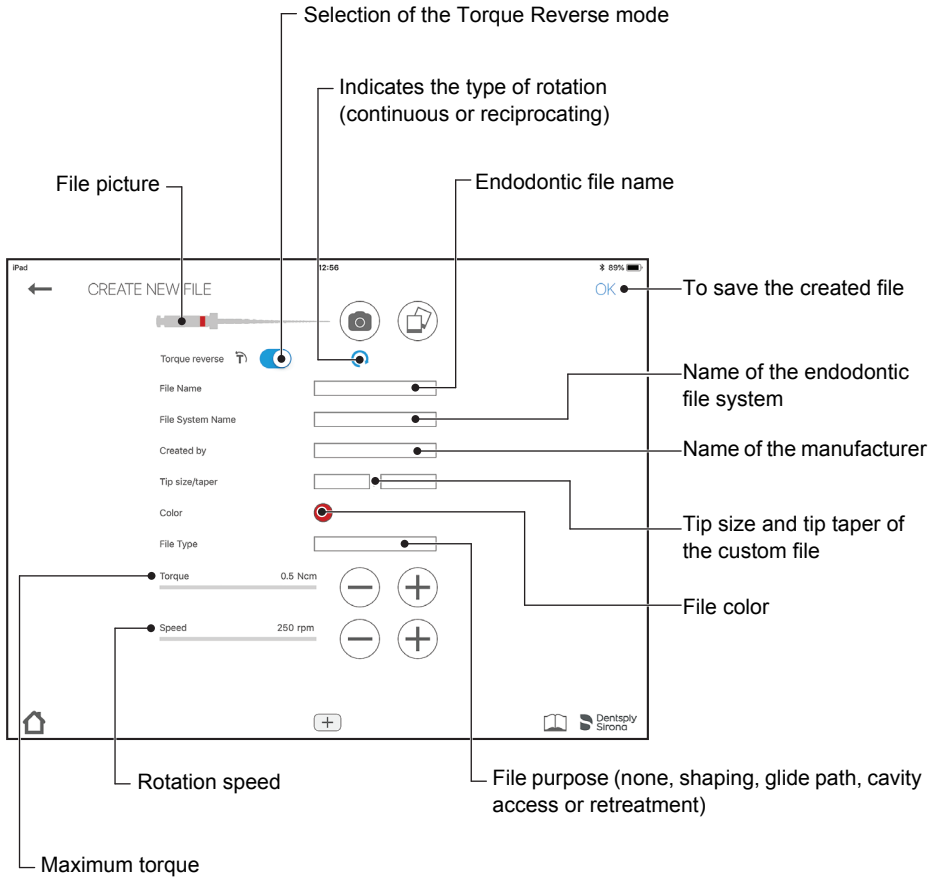 Selection of the Torque Reverse mode
Indicates the type of rotation
(continuous or reciprocating)
File picture
Endodontic file name
iPad
12:56
89%
CREATE NEW FILE
OK
To save the created file
Torque reverse
T
File Name
Name of the endodontic
file system
File System Name
Created by
Name of the manufacturer
Tip size/taper
Tip size and tip taper of
the custom file
Color
File Type
Torque 0.5 Ncm
File color
Speed 250 rpm
Dentsply
Sirona
Rotation speed
File purpose (none, shaping, glide path, cavity
access or retreatment)
Maximum torque